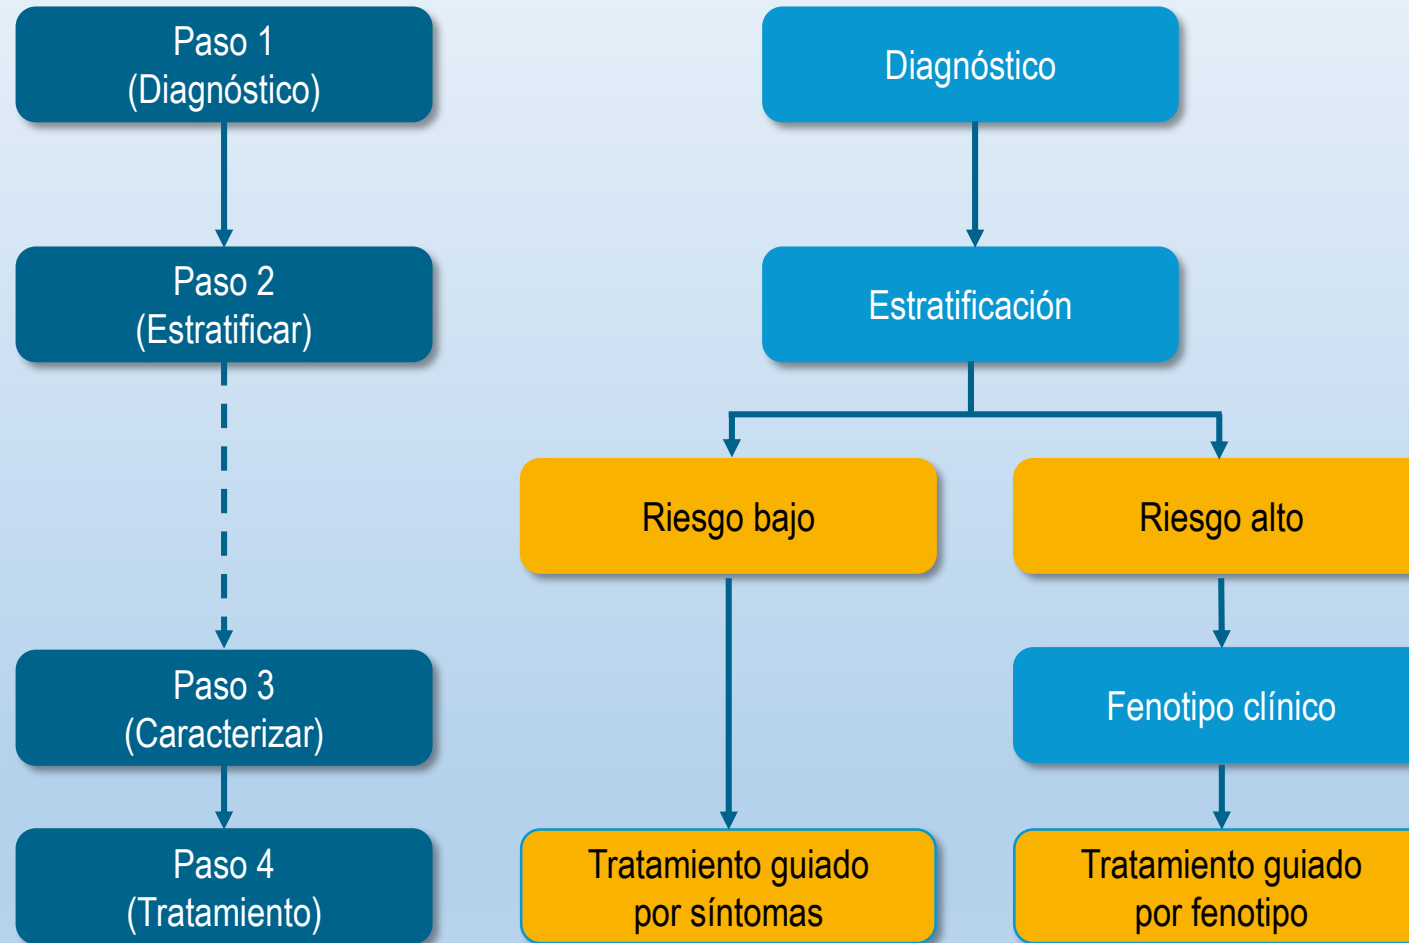 Paso 1
(Diagnóstico)
Diagnóstico
Paso 2
(Estratificar)
Estratificación
Riesgo bajo
Riesgo alto
Paso 3
(Caracterizar)
Fenotipo clínico
Paso 4
(Tratamiento)
Tratamiento guiado
por síntomas
Tratamiento guiado
por fenotipo